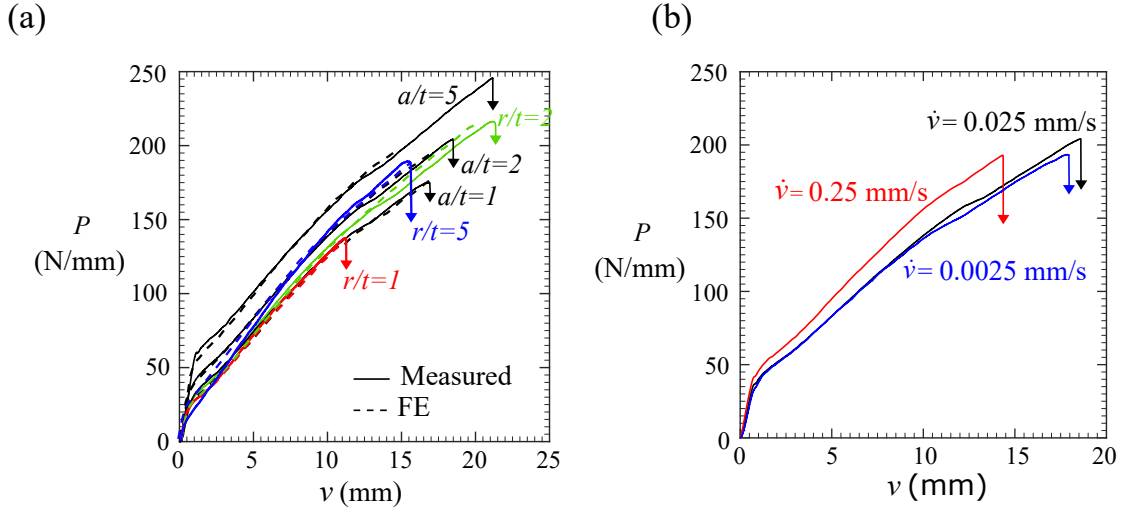 (a)
250
200
150
100
50
0
P
(N/mm)
a/t=5
r/t=2
a/t=2
a/t=1
r/t=5
r/t=1
Measured
FE
0 5 10 15 20 25
v (mm)
(b)
250
200
150
100
50
0
P
(N/mm)
v̇ = 0.025 mm/s
v̇ = 0.25 mm/s
v̇ = 0.0025 mm/s
0 5 10 15 20
v (mm)